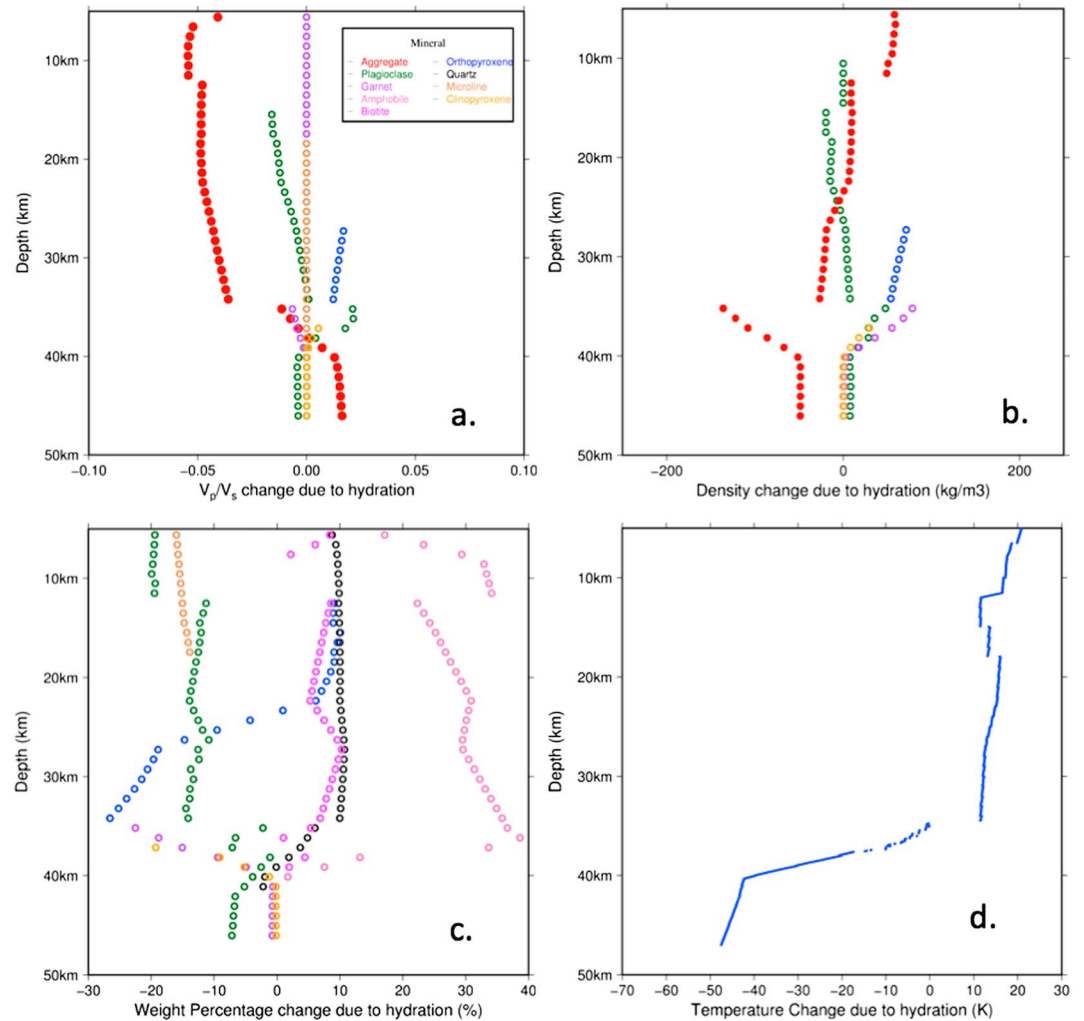 Mineral
Aggregate
Orthopyroxene
Plagioclase
Quartz
Garnet
Microline
Amphobile
Clinopyroxene
Biotite
10km
20km
30km
40km
50km
Depth (km)
a.
−0.10 −0.05 0.00 0.05 0.10
Vp/Vs change due to hydration
10km
20km
30km
40km
50km
Dpeth (km)
b.
−200 0 200
Density change due to hydration (kg/m3)
10km
20km
30km
40km
50km
Depth (km)
c.
−30 −20 −10 0 10 20 30 40
Weight Percentage change due to hydration (%)
10km
20km
30km
40km
50km
Depth (km)
d.
−70 −60 −50 −40 −30 −20 −10 0 10 20 30
Temperature Change due to hydration (K)